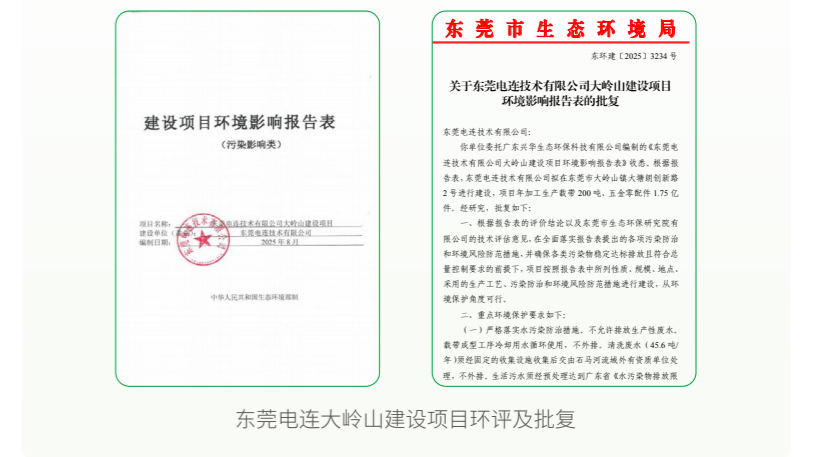 建设项目环境影响报告表
（污染影响类）
项目名称：东莞电连技术有限公司大岭山建设项目
建设单位（盖章）：东莞电连技术有限公司
编制日期：2025年8月
中华人民共和国生态环境部制
东莞市生态环境局
东环建〔2025〕3234号
关于东莞电连技术有限公司大岭山建设项目
环境影响报告表的批复
东莞电连技术有限公司：
你单位委托广东兴华生态环保科技有限公司编制的《东莞电
连技术有限公司大岭山建设项目环境影响报告表》收悉。根据报
告表，东莞电连技术有限公司拟在东莞市大岭山镇大塘朗创新路
2号进行建设，项目年加工生产载带200吨、五金零配件1.75亿
件。经研究，批复如下：
一、根据报告表的评价结论以及东莞市生态环保研究院有
限公司的技术评估意见，在全面落实报告表提出的各项污染防治
和环境风险防范措施，并确保各类污染物稳定达标排放且符合总
量控制要求的前提下，项目按照报告表中所列性质、规模、地点、
采用的生产工艺、污染防治和环境风险防范措施进行建设，从环
境保护角度可行。
二、重点环境保护要求如下：
（一）严格落实水污染防治措施。不允许排放生产性废水，
载带成型工序冷却用水循环使用，不外排。清洗废水（45.6吨/
年）须经固定的收集设施收集后交由石马河流域外有资质单位处
理，不外排。生活污水须经预处理达到广东省《水污染物排放限
东莞电连大岭山建设项目环评及批复